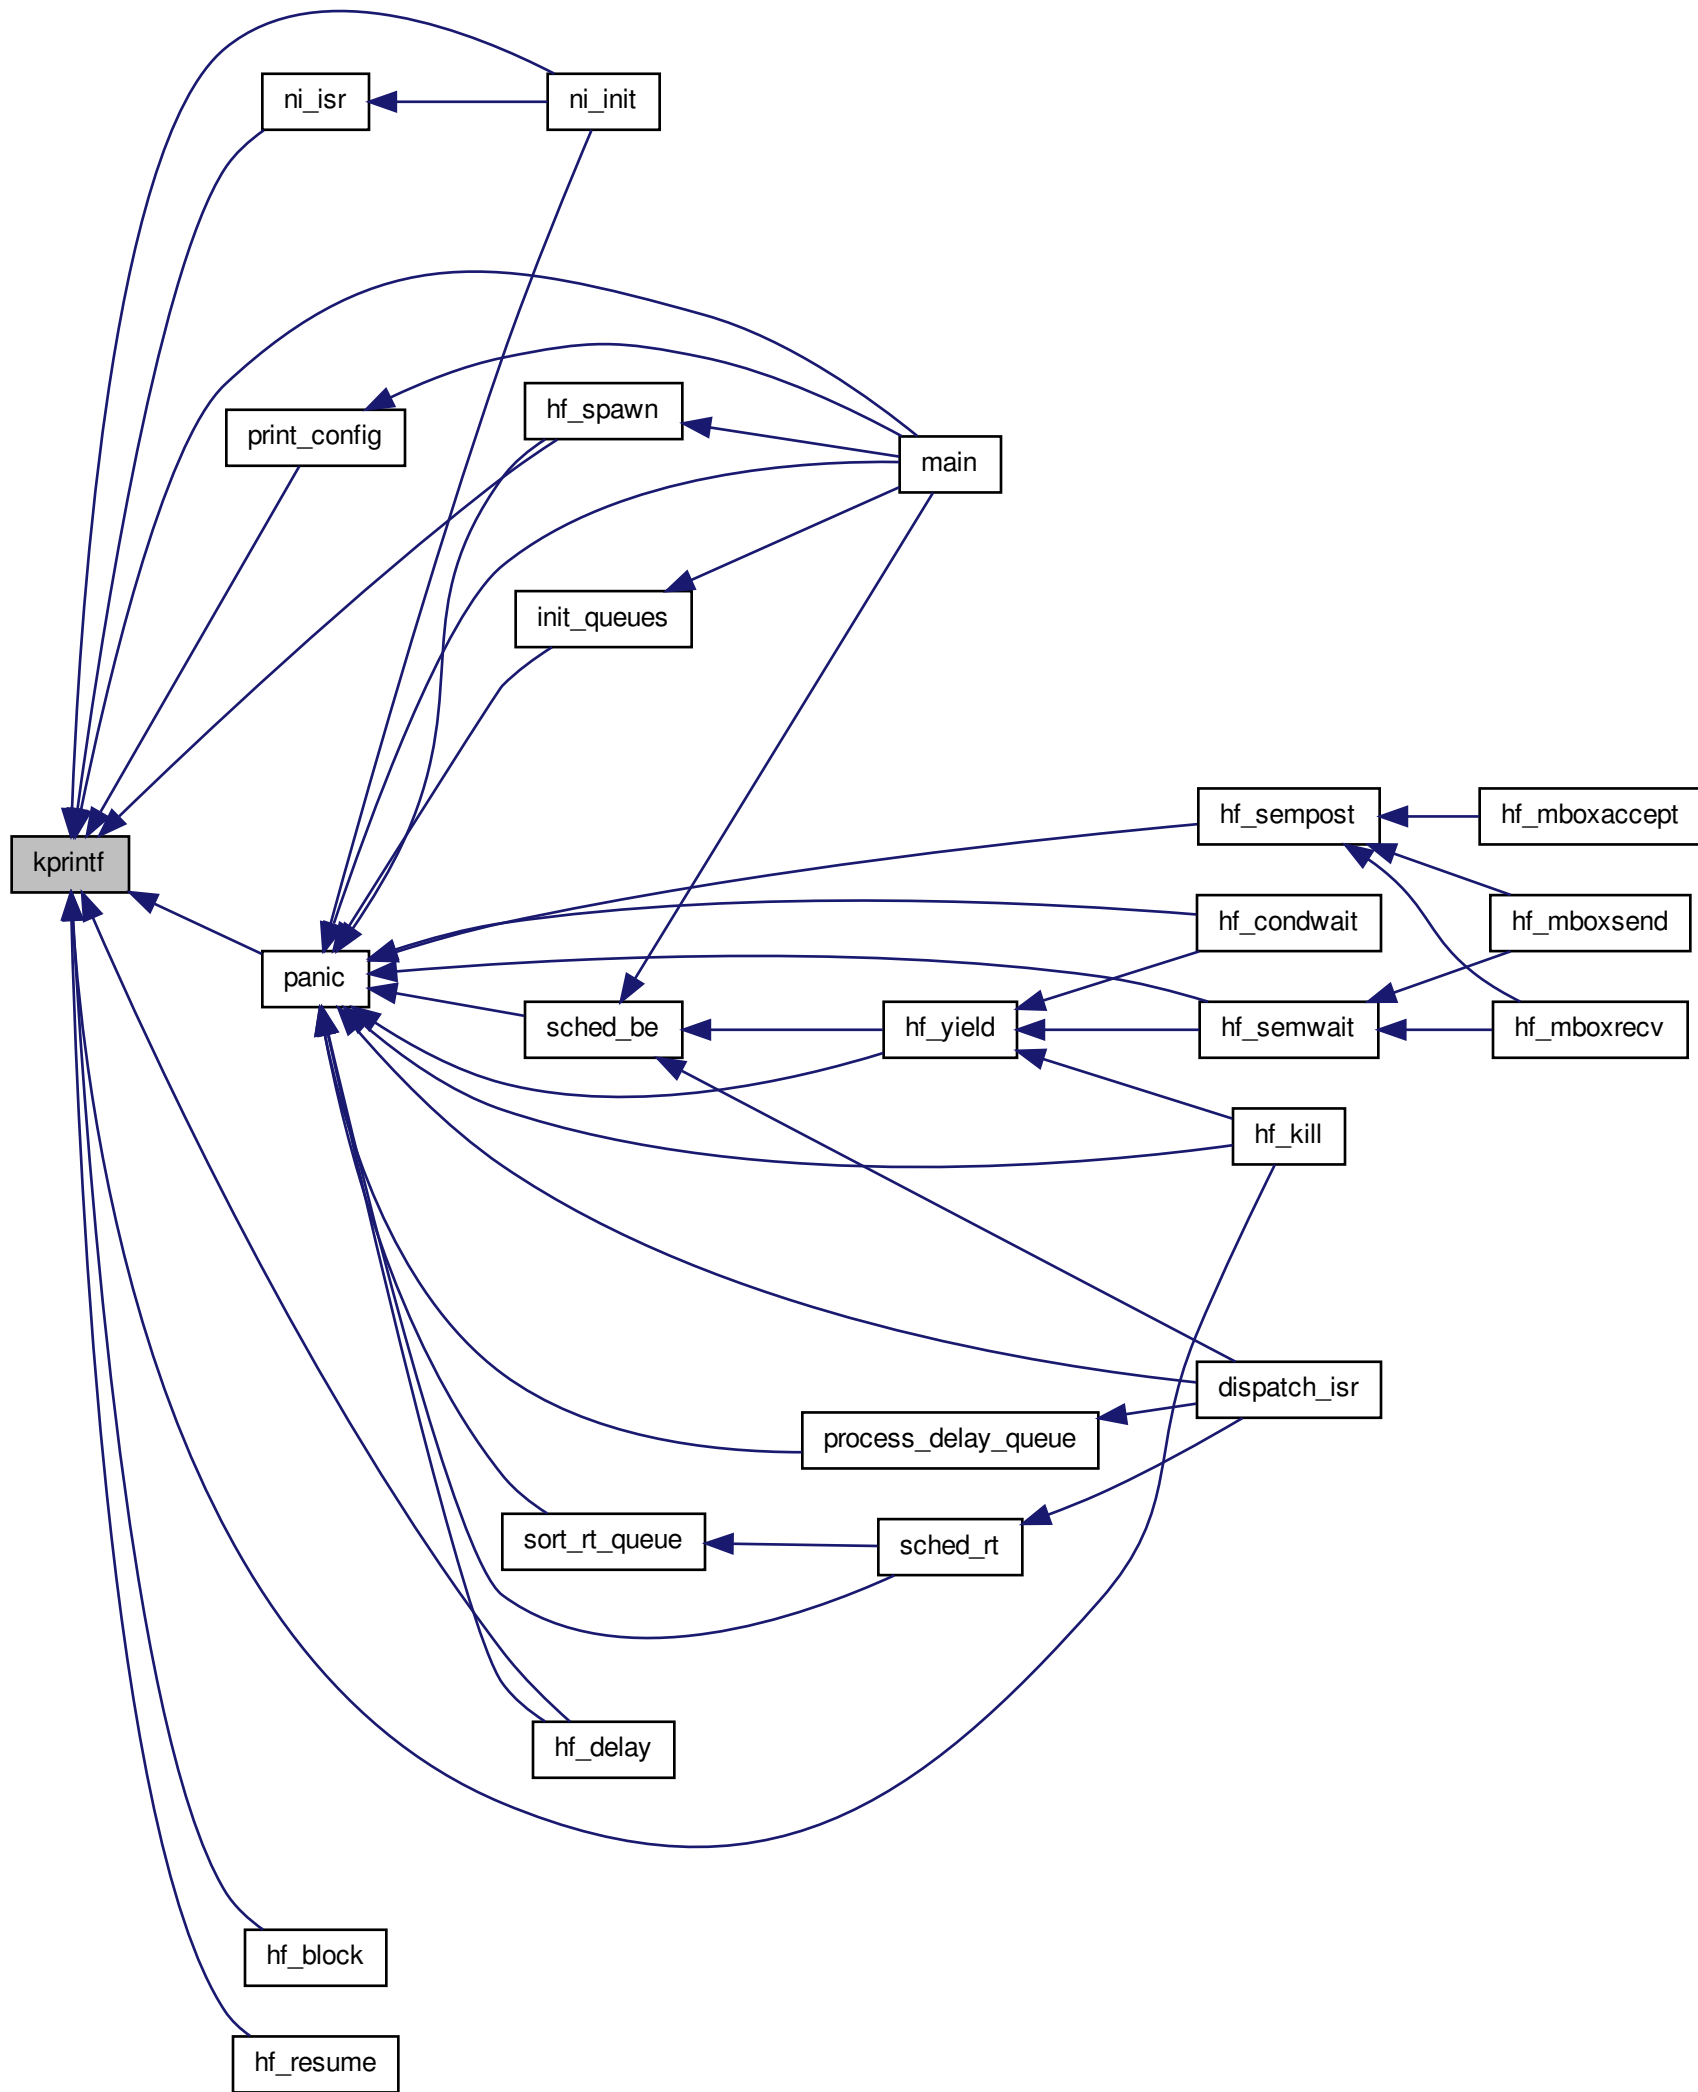 ni_isr
ni_init
print_config
hf_spawn
main
init_queues
hf_sempost
hf_mboxaccept
kprintf
hf_condwait
hf_mboxsend
panic
sched_be
hf_yield
hf_semwait
hf_mboxrecv
hf_kill
dispatch_isr
process_delay_queue
sort_rt_queue
sched_rt
hf_delay
hf_block
hf_resume